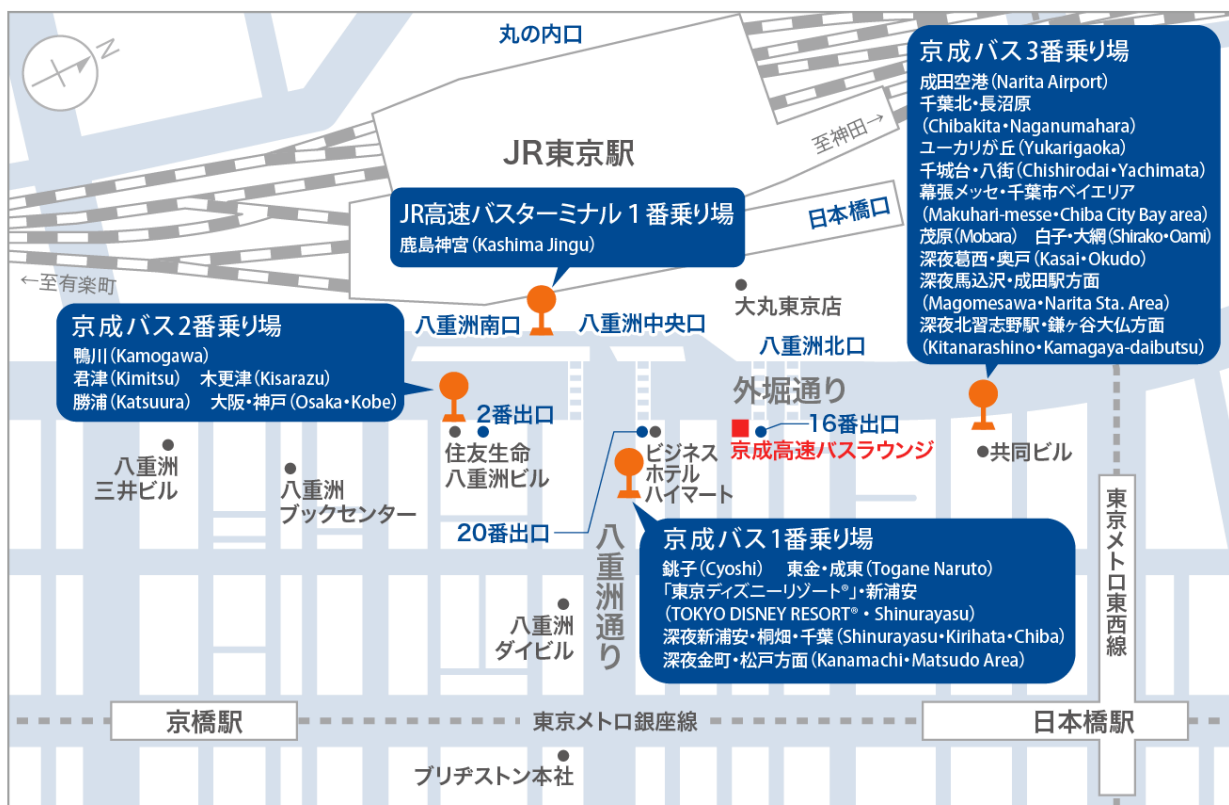 N
丸の内口
JR東京駅
至神田→
日本橋口
←至有楽町
京成バス3番乗り場
成田空港(Narita Airport)
千葉北・長沼原
(Chibakita・Naganumahara)
ユーカリが丘(Yukarigaoka)
千城台・八街(Chishirodai・Yachimata)
幕張メッセ・千葉市ベイエリア
(Makuhari-messe・Chiba City Bay area)
茂原(Mobara) 白子・大網(Shirako・Oami)
深夜葛西・奥戸(Kasai・Okudo)
深夜馬込沢・成田駅方面
(Magomesawa・Narita Sta. Area)
深夜北習志野駅・鎌ヶ谷大仏方面
(Kitanarashino・Kamagaya-daibutsu)
JR高速バスターミナル 1番乗り場
鹿島神宮(Kashima Jingu)
京成バス2番乗り場
鴨川(Kamogawa)
君津(Kimitsu) 木更津(Kisarazu)
勝浦(Katsuura) 大阪・神戸(Osaka・Kobe)
八重洲南口
八重洲中央口
大丸東京店
八重洲北口
外堀通り
2番出口
16番出口
京成高速バスラウンジ
八重洲
三井ビル
八重洲
ブックセンター
住友生命
八重洲ビル
ビジネス
ホテル
ハイマート
共同ビル
20番出口
八重洲通り
東京メトロ東西線
京成バス1番乗り場
銚子(Cyoshi) 東金・成東(Togane Naruto)
「東京ディズニーリゾート®」・新浦安
(TOKYO DISNEY RESORT®・Shinurayasu)
深夜新浦安・桐畑・千葉(Shinurayasu・Kirihata・Chiba)
深夜金町・松戸方面(Kanamachi・Matsudo Area)
八重洲
ダイビル
京橋駅
東京メトロ銀座線
日本橋駅
ブリヂストン本社